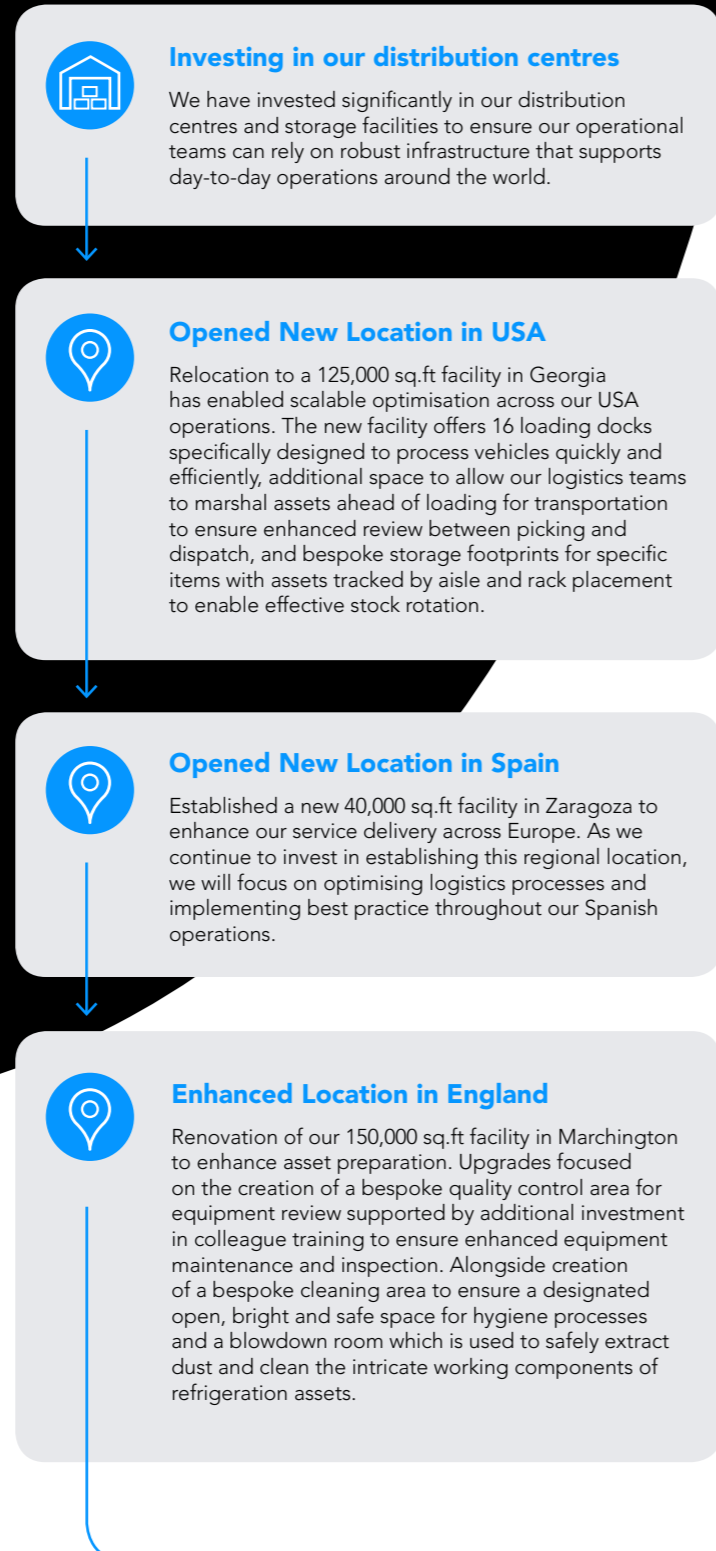 Investing in our distribution centres
We have invested significantly in our distribution
centres and storage facilities to ensure our operational
teams can rely on robust infrastructure that supports
day-to-day operations around the world.
Opened New Location in USA
Relocation to a 125,000 sq.ft facility in Georgia
has enabled scalable optimisation across our USA
operations. The new facility offers 16 loading docks
specifically designed to process vehicles quickly and
efficiently, additional space to allow our logistics teams
to marshal assets ahead of loading for transportation
to ensure enhanced review between picking and
dispatch, and bespoke storage footprints for specific
items with assets tracked by aisle and rack placement
to enable effective stock rotation.
Opened New Location in Spain
Established a new 40,000 sq.ft facility in Zaragoza to
enhance our service delivery across Europe. As we
continue to invest in establishing this regional location,
we will focus on optimising logistics processes and
implementing best practice throughout our Spanish
operations.
Enhanced Location in England
Renovation of our 150,000 sq.ft facility in Marchington
to enhance asset preparation. Upgrades focused
on the creation of a bespoke quality control area for
equipment review supported by additional investment
in colleague training to ensure enhanced equipment
maintenance and inspection. Alongside creation
of a bespoke cleaning area to ensure a designated
open, bright and safe space for hygiene processes
and a blowdown room which is used to safely extract
dust and clean the intricate working components of
refrigeration assets.